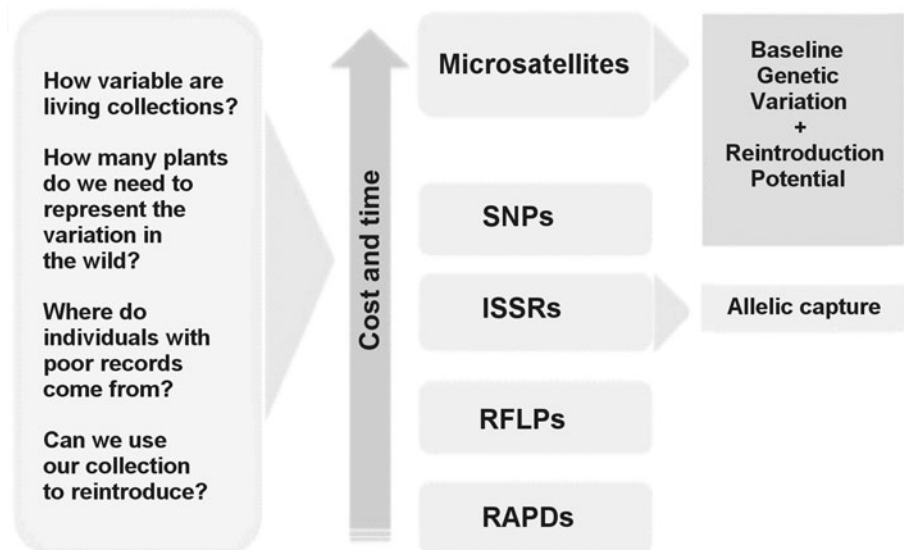 How variable are
living collections?
How many plants
do we need to
represent the
variation in
the wild?
Where do
individuals with
poor records
come from?
Can we use
our collection
to reintroduce?
Cost and time
Microsatellites
SNPs
ISSRs
RFLPs
RAPDs
Baseline
Genetic
Variation
+
Reintroduction
Potential
Allelic capture